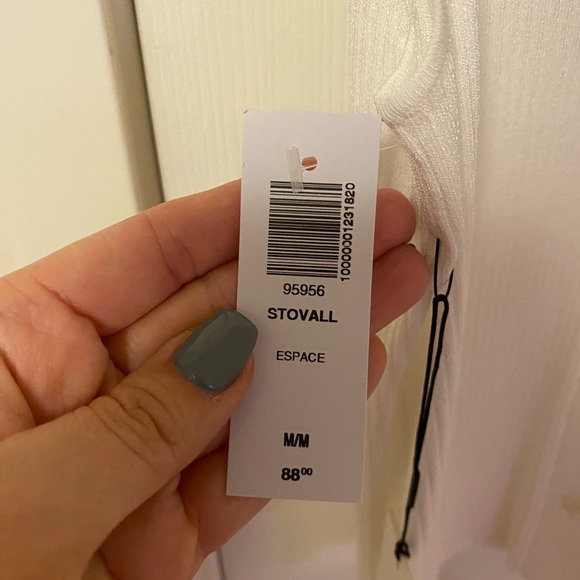 10000001231820
95956
STOVALL
ESPACE
M/M
88⁰⁰